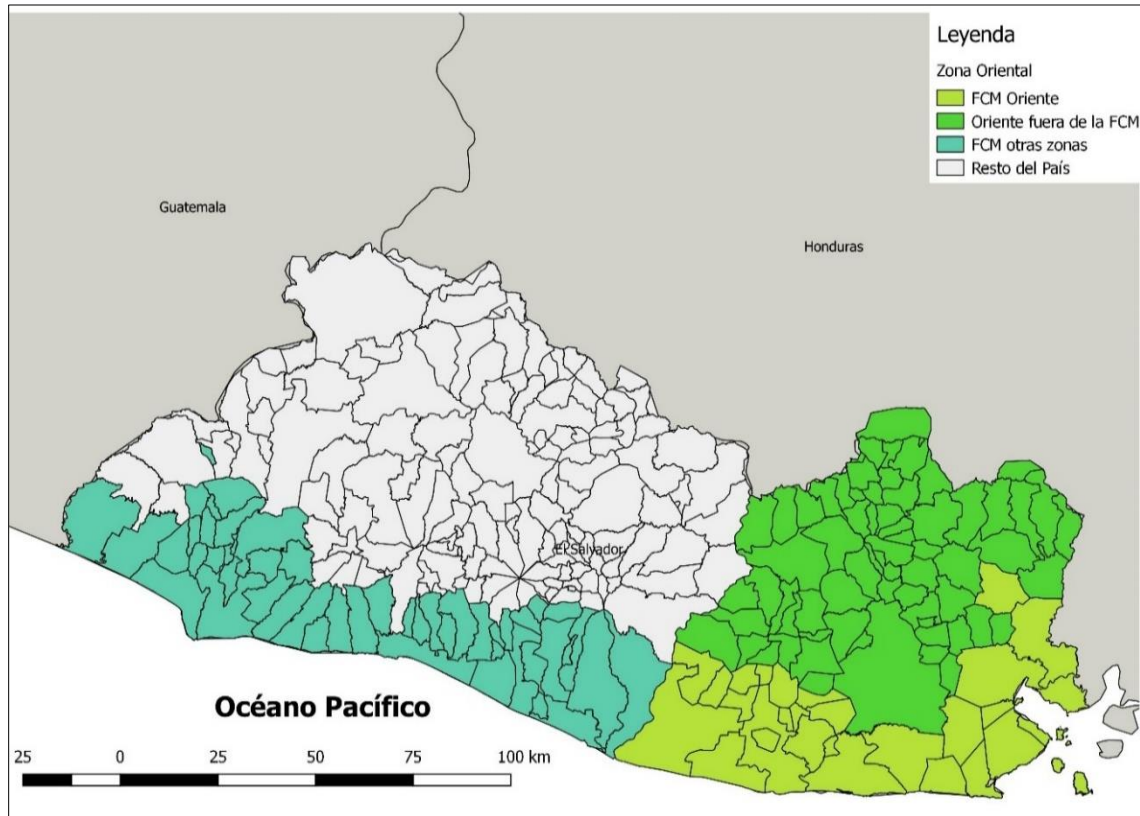 Leyenda
Zona Oriental
FCM Oriente
Oriente fuera de la FCM
FCM otras zonas
Resto del País
Guatemala
Honduras
El Salvador
Océano Pacífico
25 0 25 50 75 100 km